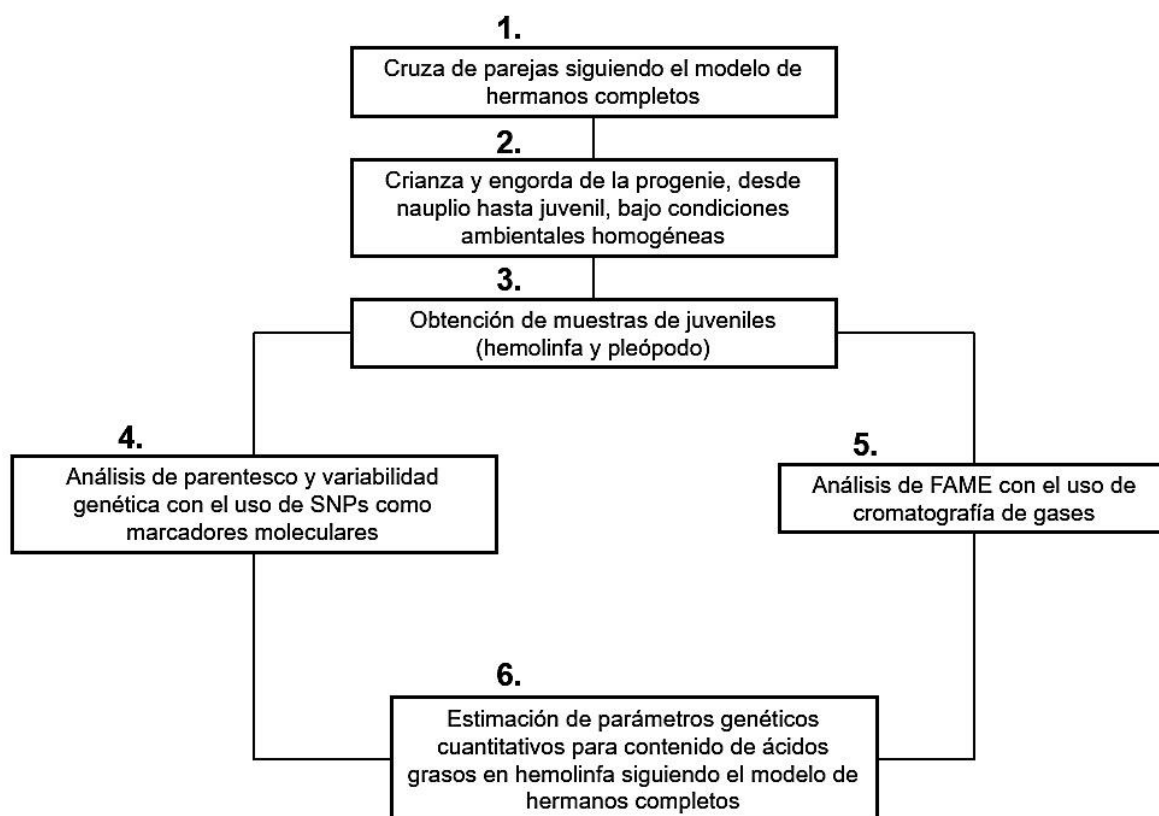 1.
Cruza de parejas siguiendo el modelo de
hermanos completos
2.
Crianza y engorda de la progenie, desde
nauplio hasta juvenil, bajo condiciones
ambientales homogéneas
3.
Obtención de muestras de juveniles
(hemolinfa y pleópodo)
4.
Análisis de parentesco y variabilidad
genética con el uso de SNPs como
marcadores moleculares
5.
Análisis de FAME con el uso de
cromatografía de gases
6.
Estimación de parámetros genéticos
cuantitativos para contenido de ácidos
grasos en hemolinfa siguiendo el modelo de
hermanos completos